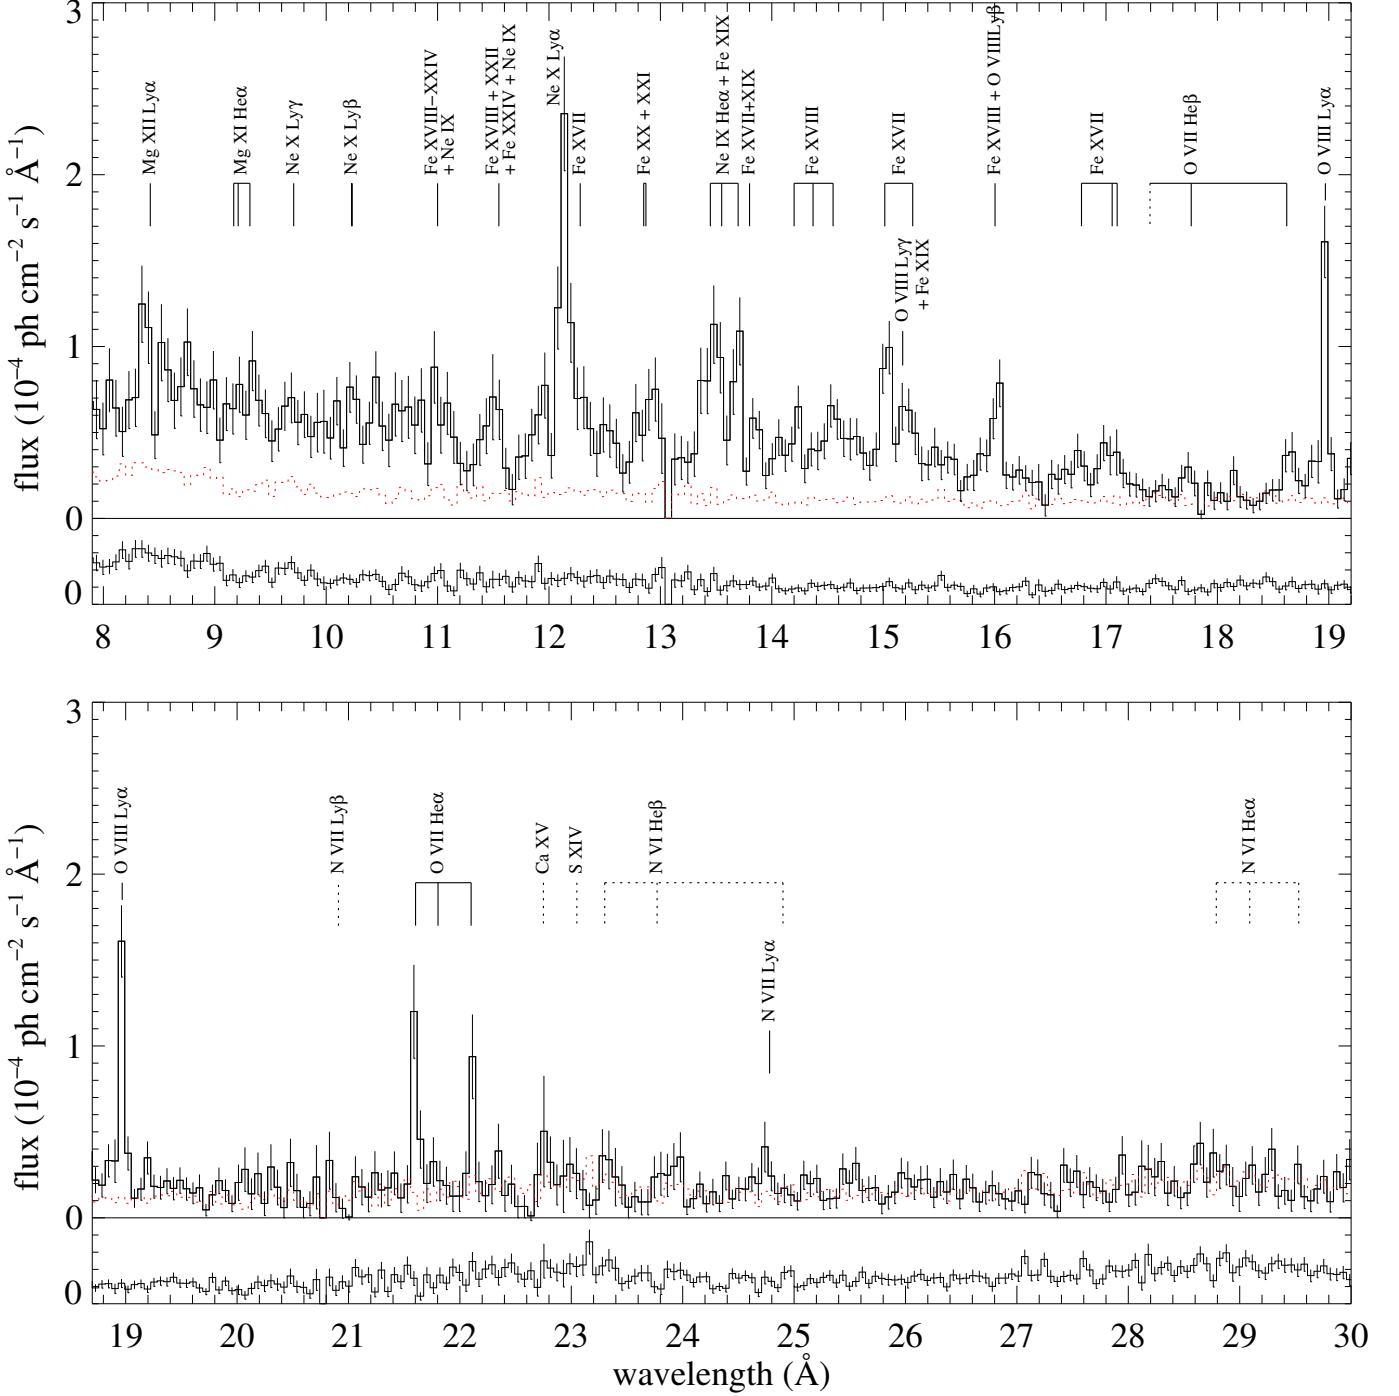 3
2
1
0
0
flux (10⁻⁴ ph cm⁻² s⁻¹ Å⁻¹)
Mg XII Lyα
Mg XI Heα
Ne X Lyγ
Ne X Lyβ
Fe XVIII−XXIV
+ Ne IX
Fe XVIII + XXII
+ Fe XXIV + Ne IX
Ne X Lyα
Fe XVII
Fe XX + XXI
Ne IX Heα + Fe XIX
Fe XVII+XIX
Fe XVIII
Fe XVII
O VIII Lyγ
+ Fe XIX
Fe XVIII + O VIIILyβ
Fe XVII
O VII Heβ
O VIII Lyα
8 9 10 11 12 13 14 15 16 17 18 19
3
2
1
0
0
flux (10⁻⁴ ph cm⁻² s⁻¹ Å⁻¹)
O VIII Lyα
N VII Lyβ
O VII Heα
Ca XV
S XIV
N VI Heβ
N VII Lyα
N VI Heα
19 20 21 22 23 24 25 26 27 28 29 30
wavelength (Å)